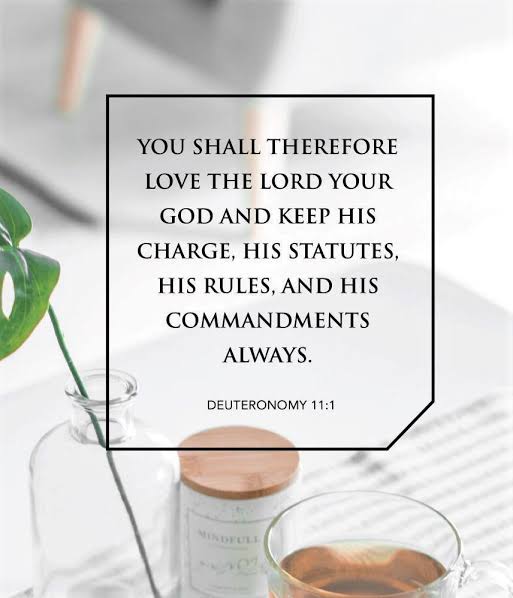 YOU SHALL THEREFORE
LOVE THE LORD YOUR
GOD AND KEEP HIS
CHARGE, HIS STATUTES,
HIS RULES, AND HIS
COMMANDMENTS
ALWAYS.
DEUTERONOMY 11:1
MINDFULL